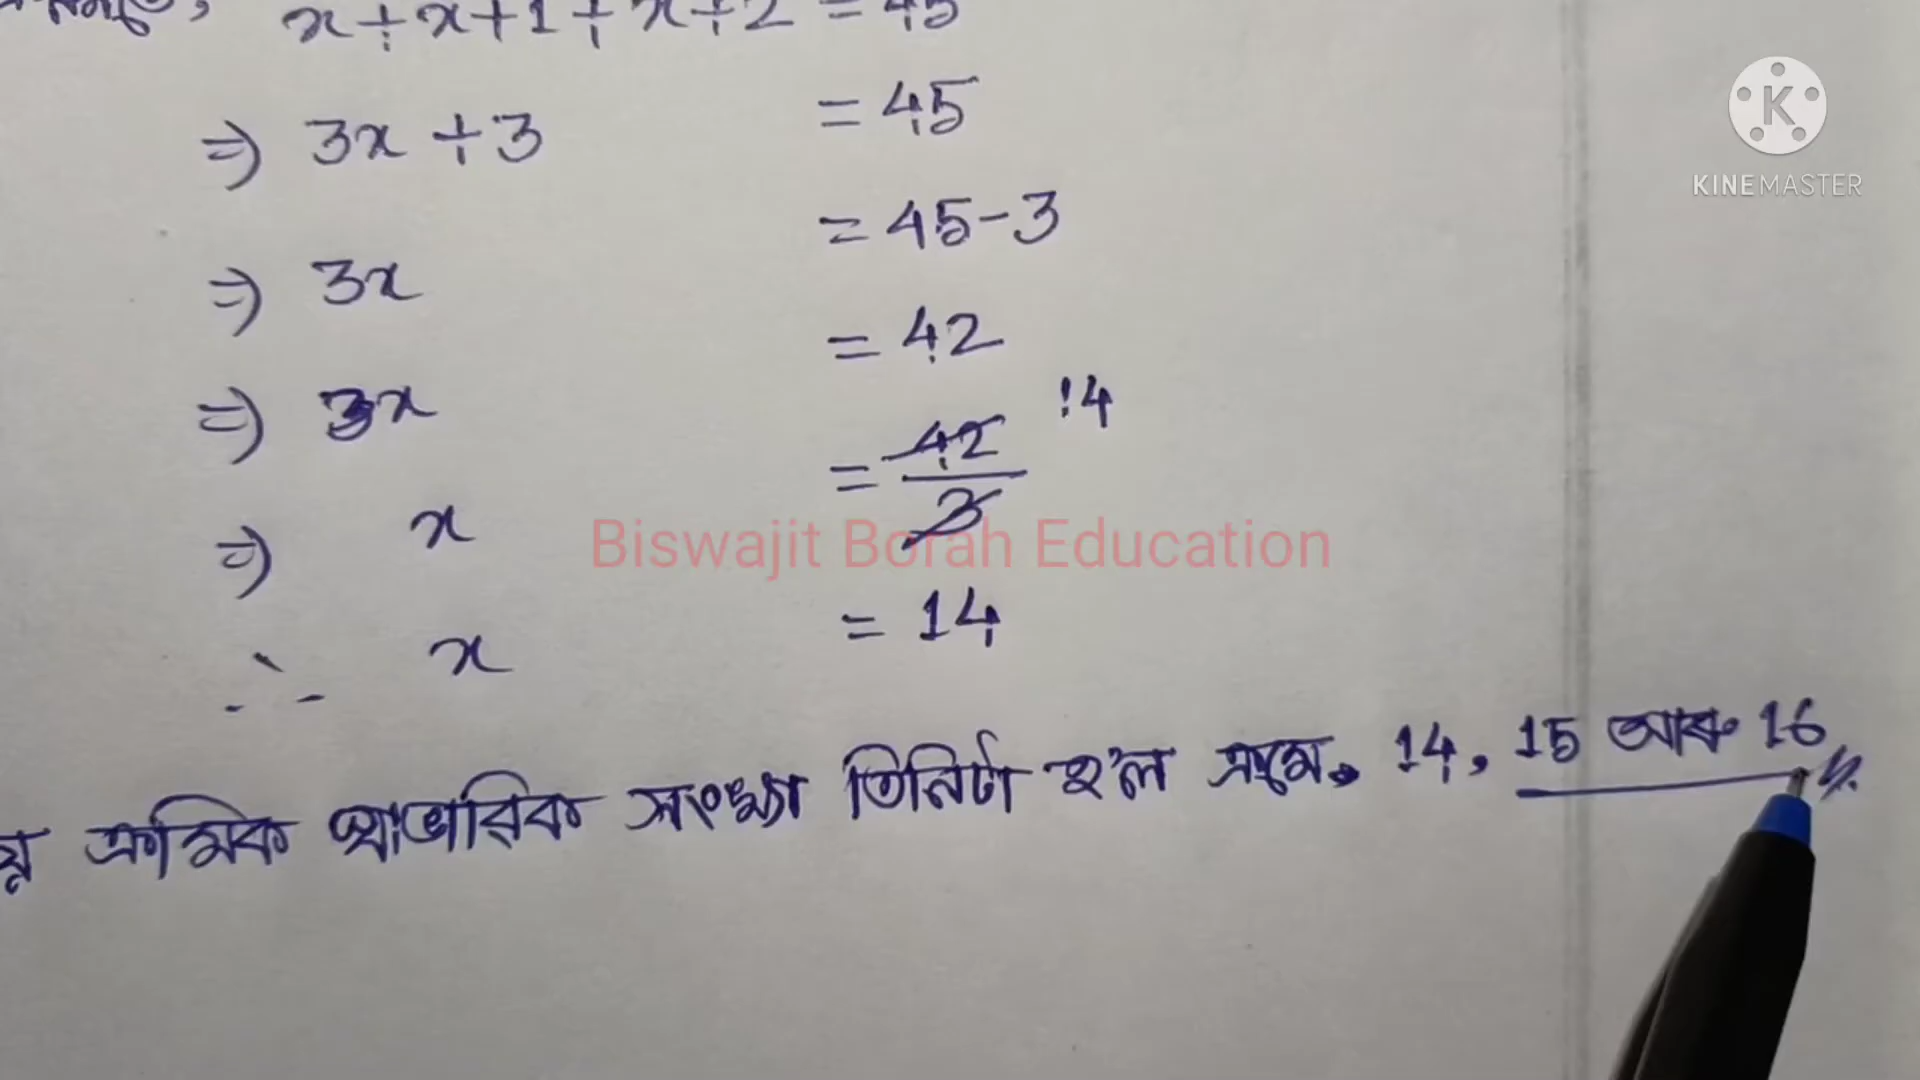 x+x+1+x+2 = 45
⇒ 3x+3 = 45
⇒ 3x = 45-3
⇒ 3x = 42
⇒ x = 42/3 14
∴ x = 14
ক্ৰমিক স্বাভাৱিক সংখ্যা তিনিটা হ'ল ক্ৰমে, 14, 15 আৰু 16
KINEMASTER
Biswajit Borah Education